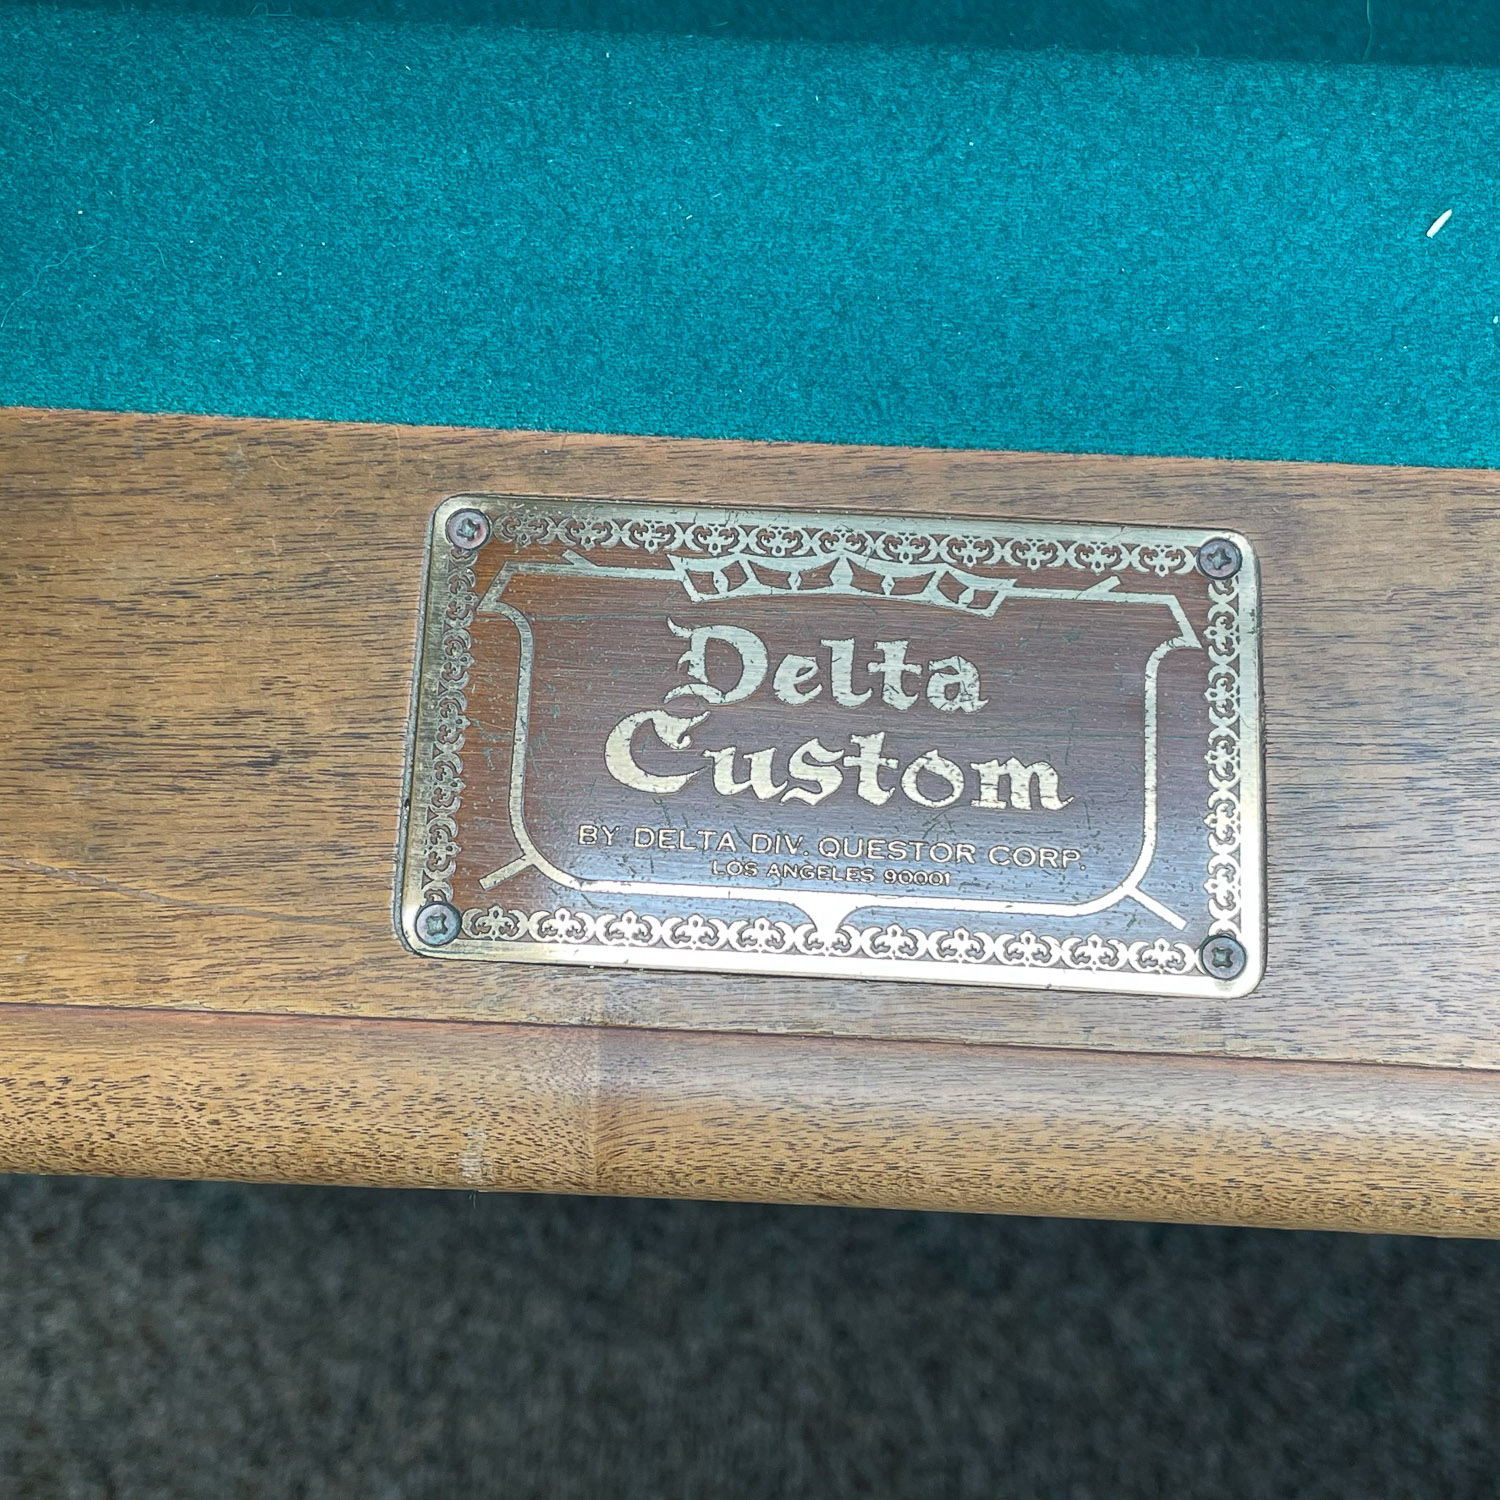 Delta
Custom
BY DELTA DIV. QUESTOR CORP.
LOS ANGELES 90001